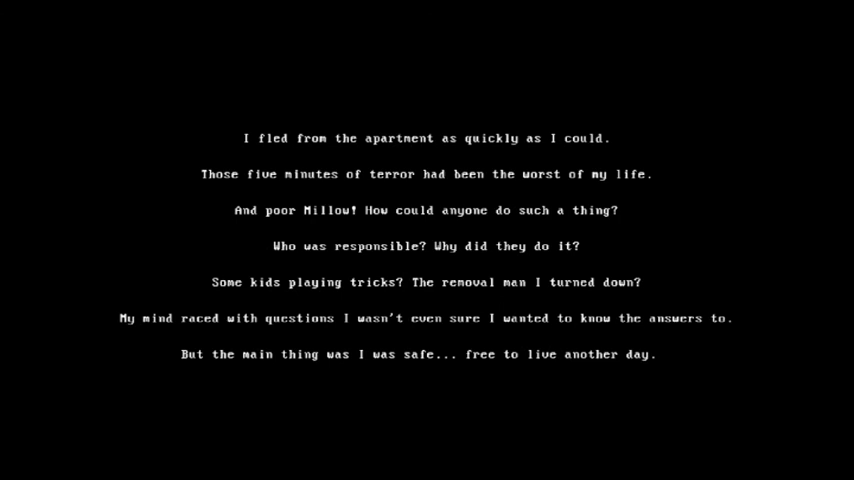 I fled from the apartment as quickly as I could.
Those five minutes of terror had been the worst of my life.
And poor Millow! How could anyone do such a thing?
Who was responsible? Why did they do it?
Some kids playing tricks? The removal man I turned down?
My mind raced with questions I wasn't even sure I wanted to know the answers to.
But the main thing was I was safe... free to live another day.